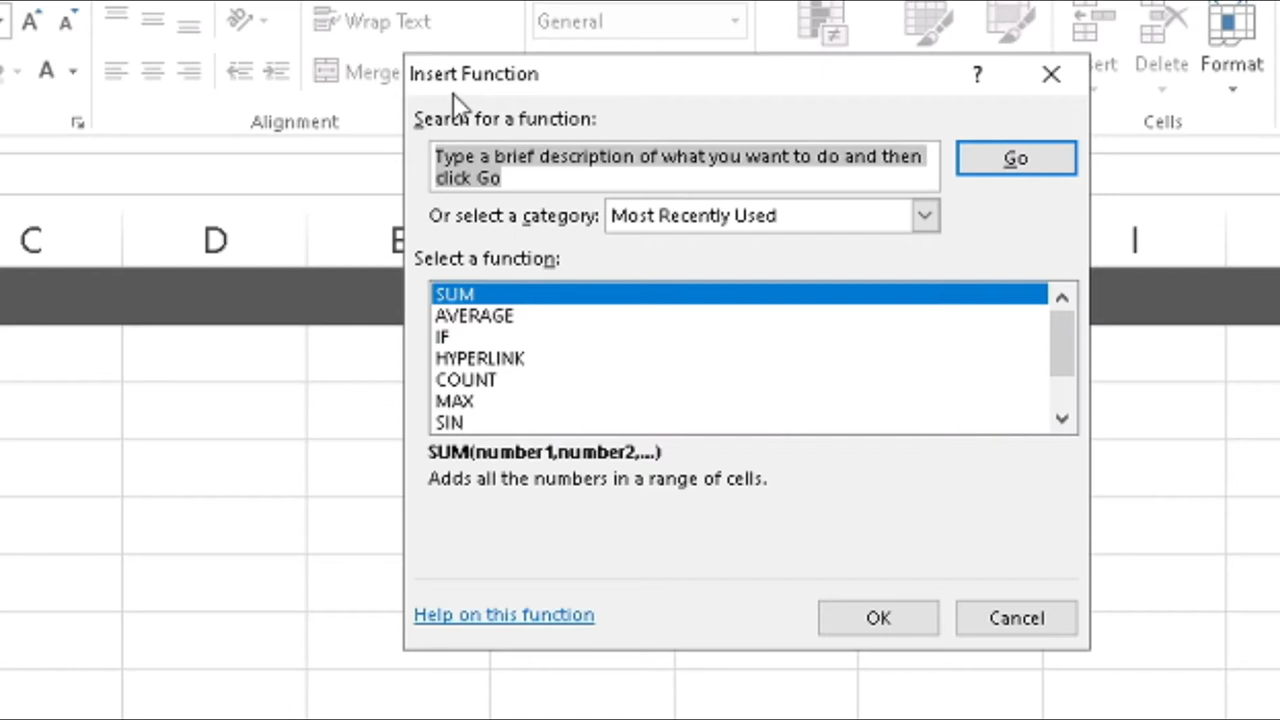 A A
Wrap Text
General
A
Merge
Delete
Format
Alignment
Cells
Insert Function
?
Search for a function:
Type a brief description of what you want to do and then
click Go
Go
Or select a category:
Most Recently Used
Select a function:
C
D
E
I
SUM
AVERAGE
IF
HYPERLINK
COUNT
MAX
SIN
SUM(number1,number2,...)
Adds all the numbers in a range of cells.
Help on this function
OK
Cancel